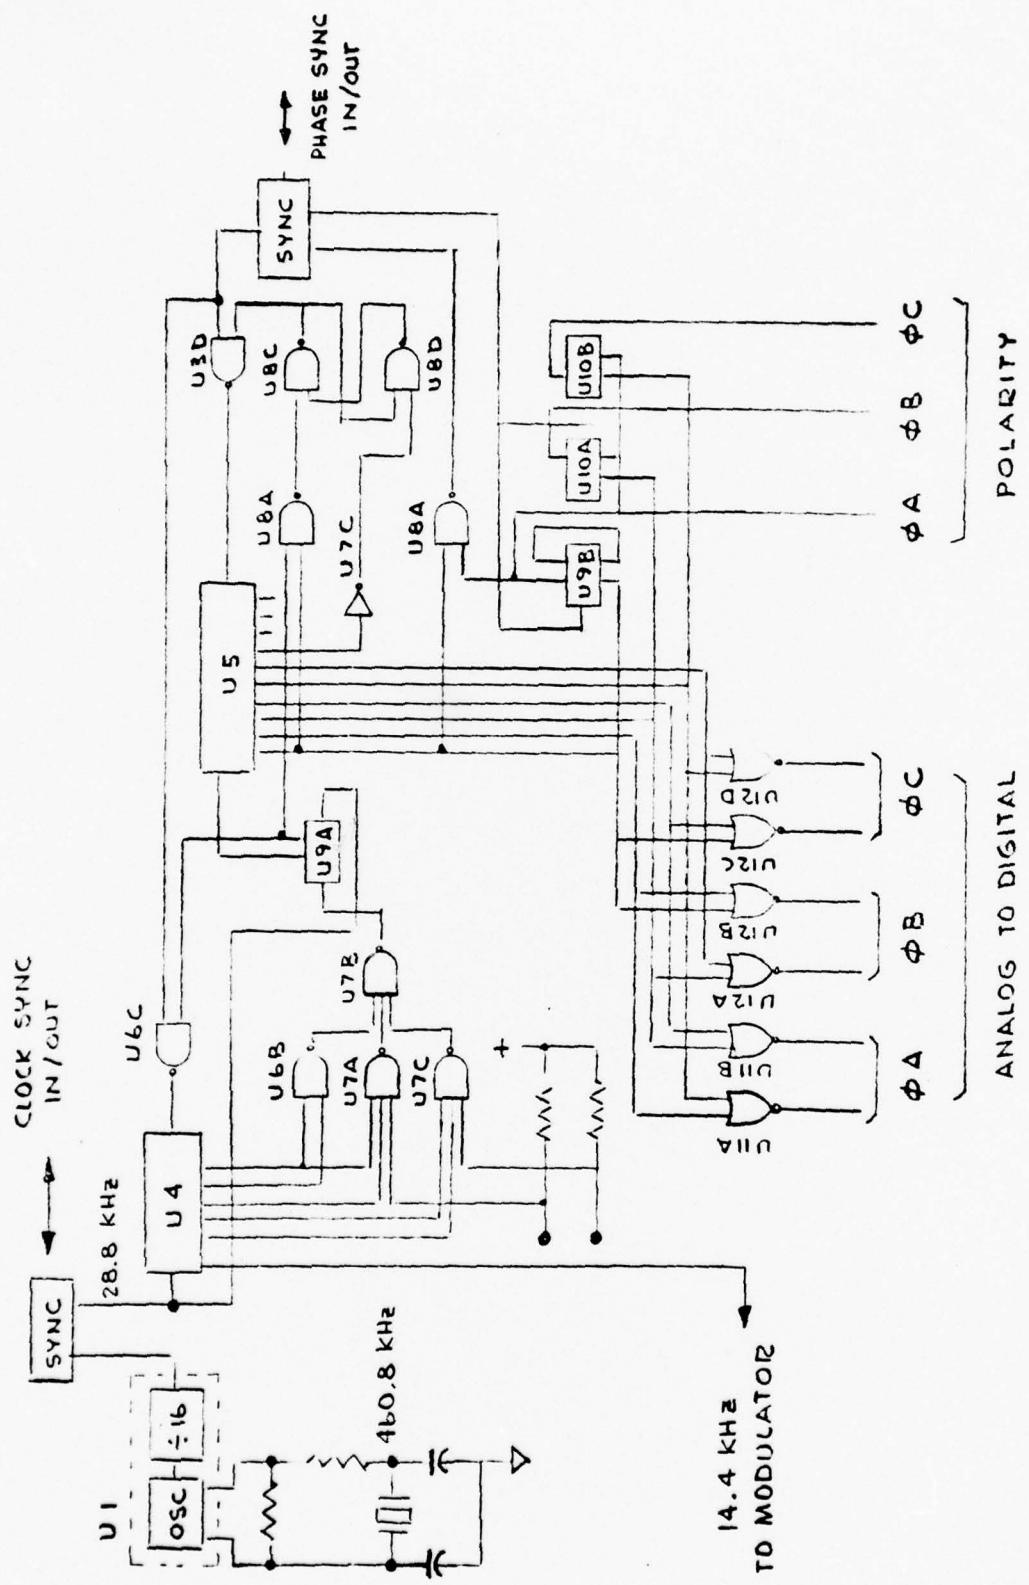 CLOCK SYNC
IN/OUT
SYNC
28.8 KHz
U1
OSC
÷16
460.8 KHz
U4
14.4 KHz
TO MODULATOR
U6C
U6B
U7A
U7C
U7B
+
U9A
U5
U8A
U7C
U8A
U3D
U8C
U8D
SYNC
PHASE SYNC
IN/OUT
U9B
U10A
U10B
U11A
U11B
U12A
U12B
U12C
U12D
φA
φB
φC
ANALOG TO DIGITAL
φA
φB
φC
POLARITY